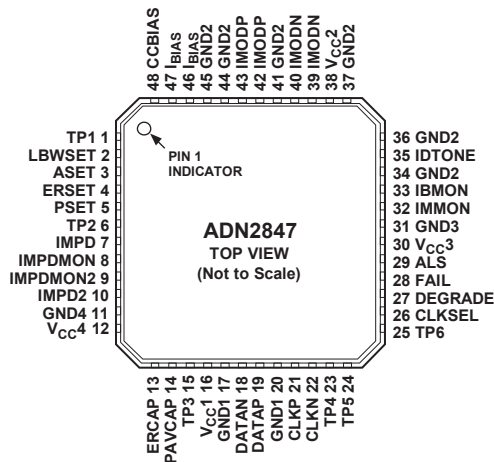 48 CCBIAS
47 IBIAS
46 IBIAS
45 GND2
44 GND2
43 IMODP
42 IMODP
41 GND2
40 IMODN
39 IMODN
38 VCC2
37 GND2
TP1 1
LBWSET 2
ASET 3
ERSET 4
PSET 5
TP2 6
IMPD 7
IMPDMON 8
IMPDMON2 9
IMPD2 10
GND4 11
VCC4 12
PIN 1
INDICATOR
ADN2847
TOP VIEW
(Not to Scale)
36 GND2
35 IDTONE
34 GND2
33 IBMON
32 IMMON
31 GND3
30 VCC3
29 ALS
28 FAIL
27 DEGRADE
26 CLKSEL
25 TP6
ERCAP 13
PAVCAP 14
TP3 15
VCC1 16
GND1 17
DATAN 18
DATAP 19
GND1 20
CLKP 21
CLKN 22
TP4 23
TP5 24